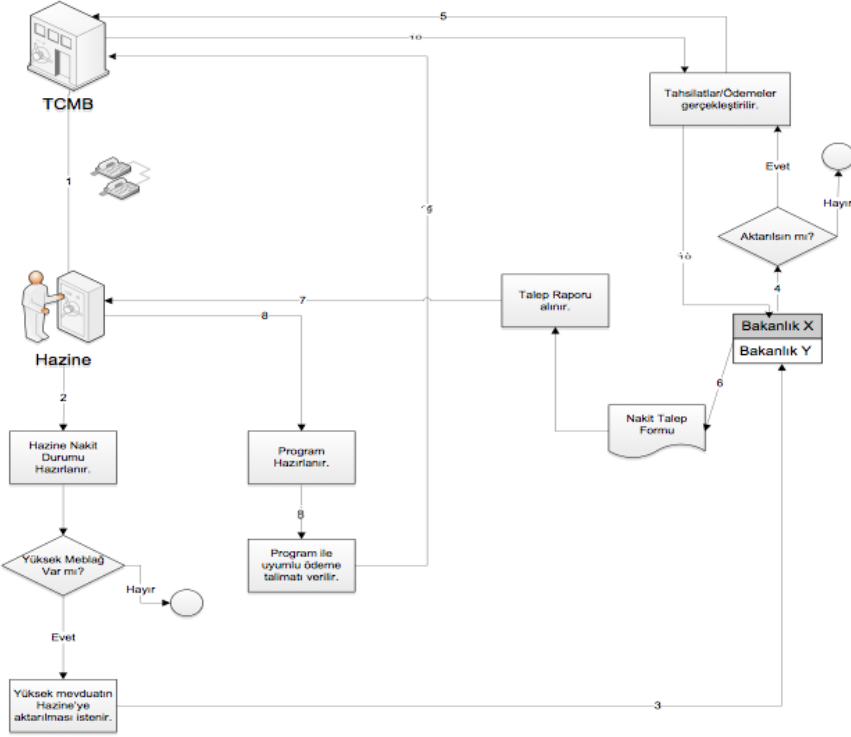 5
10
TCMB
Tahsilatlar/Ödemeler
gerçekleştirilir.
1
Evet
Hayır
Aktarılsın mı?
10
4
7
Talep Raporu
alınır.
8
Bakanlık X
Bakanlık Y
Hazine
6
2
Nakit Talep
Formu
Hazine Nakit
Durumu
Hazırlanır.
Program
Hazırlanır.
8
Yüksek Meblağ
Var mı?
Program ile
uyumlu ödeme
talimatı verilir.
Hayır
Evet
Yüksek mevduatın
Hazine'ye
aktarılması istenir.
3